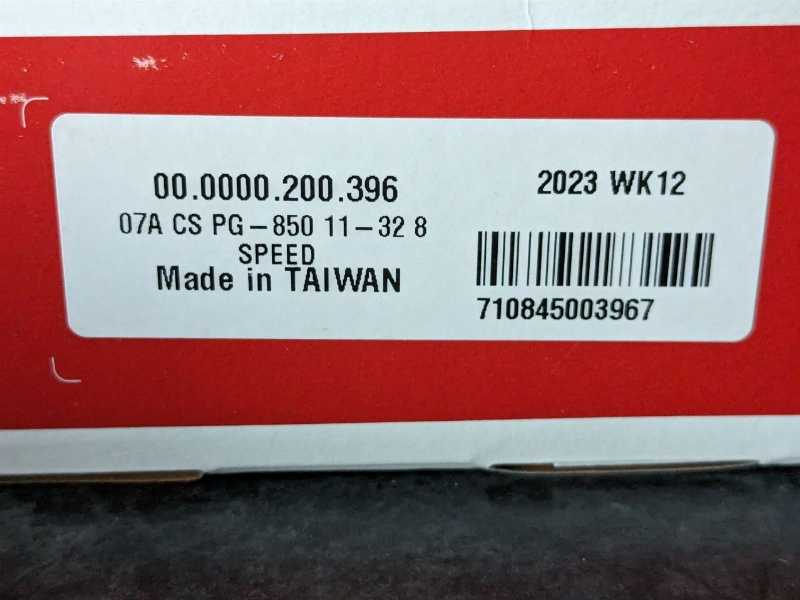 00.0000.200.396
07A CS PG-850 11-32 8
SPEED
Made in TAIWAN
2023 WK12
710845003967